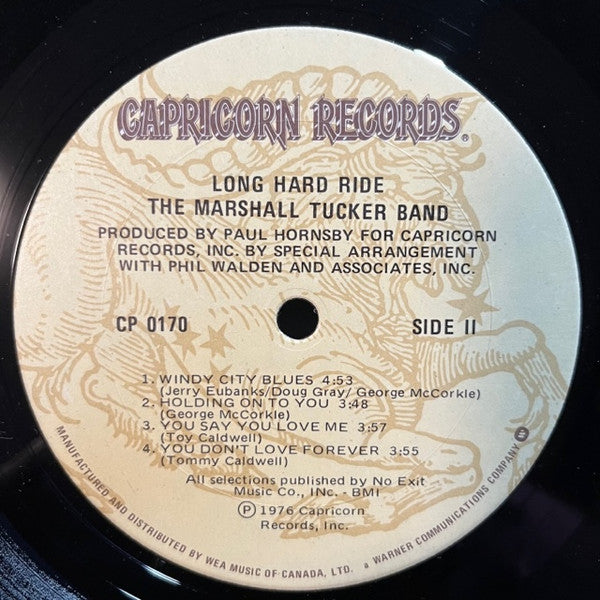 CAPRICORN RECORDS®
LONG HARD RIDE
THE MARSHALL TUCKER BAND
PRODUCED BY PAUL HORNSBY FOR CAPRICORN
RECORDS, INC. BY SPECIAL ARRANGEMENT
WITH PHIL WALDEN AND ASSOCIATES, INC.
CP 0170 SIDE II
1. WINDY CITY BLUES 4:53
(Jerry Eubanks/Doug Gray/George McCorkle)
2. HOLDING ON TO YOU 3:48
(George McCorkle)
3. YOU SAY YOU LOVE ME 3:57
(Toy Caldwell)
4. YOU DON'T LOVE FOREVER 3:55
(Tommy Caldwell)
All selections published by No Exit
Music Co., INc. - BMI
℗ 1976 Capricorn
Records, Inc.
MANUFACTURED AND DISTRIBUTED BY WEA MUSIC OF CANADA, LTD. a WARNER COMMUNICATIONS COMPANY